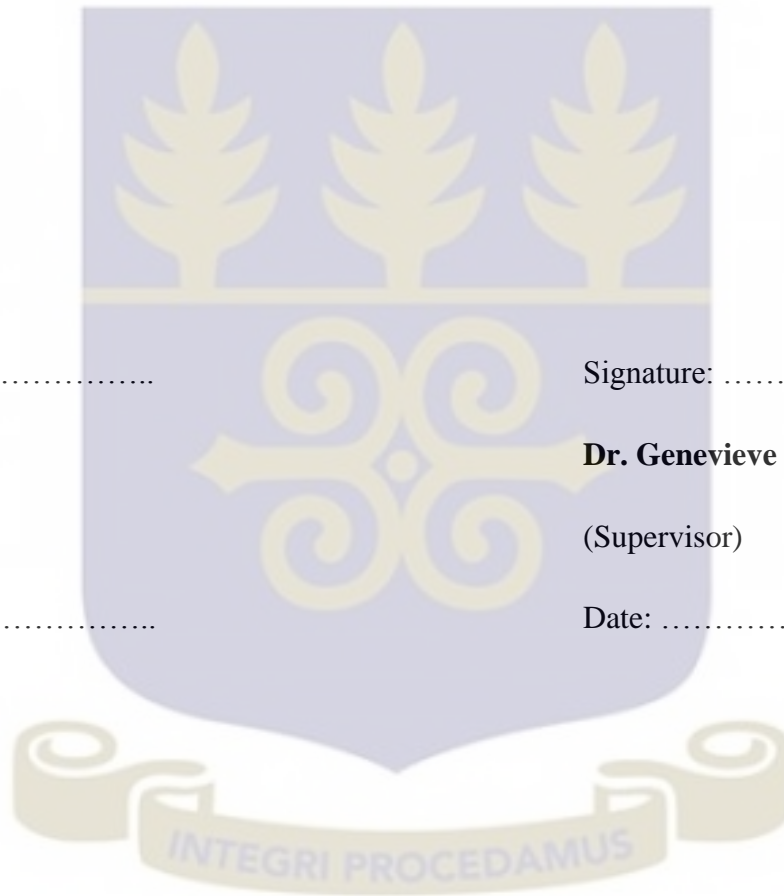 …………….. Signature: ……
Dr. Genevieve
(Supervisor)
…………….. Date: …………
INTEGRI PROCEDAMUS